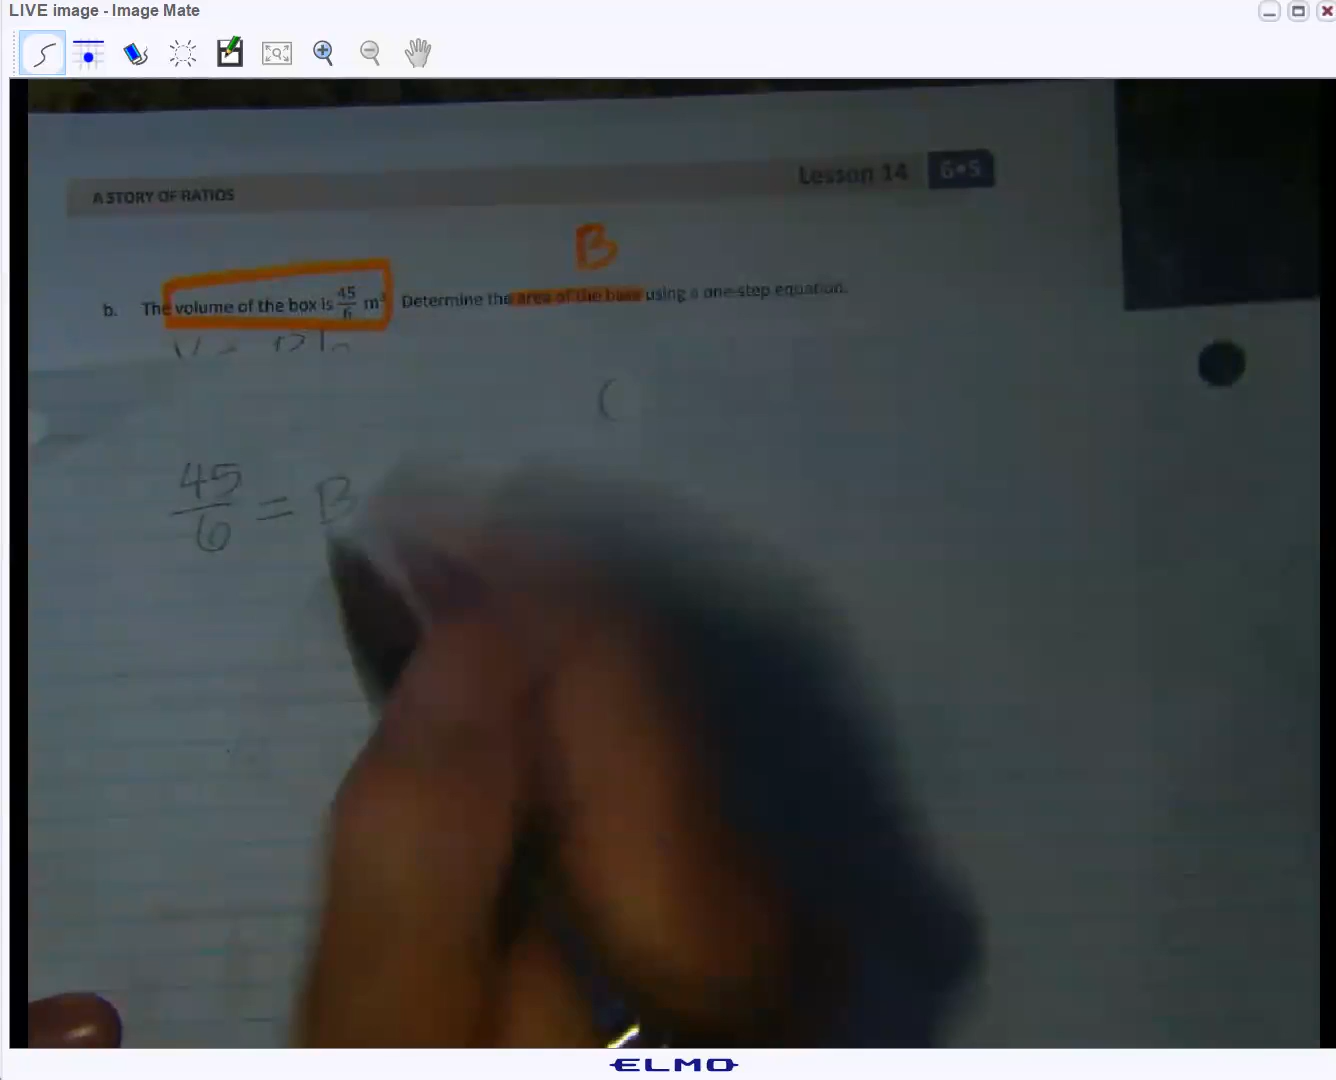 LIVE image - Image Mate
A STORY OF RATIOS
Lesson 14 6•5
B
b. The volume of the box is 45/6 m³. Determine the area of the base using a one-step equation.
V = Bh
(
45/6 = B
ELMO